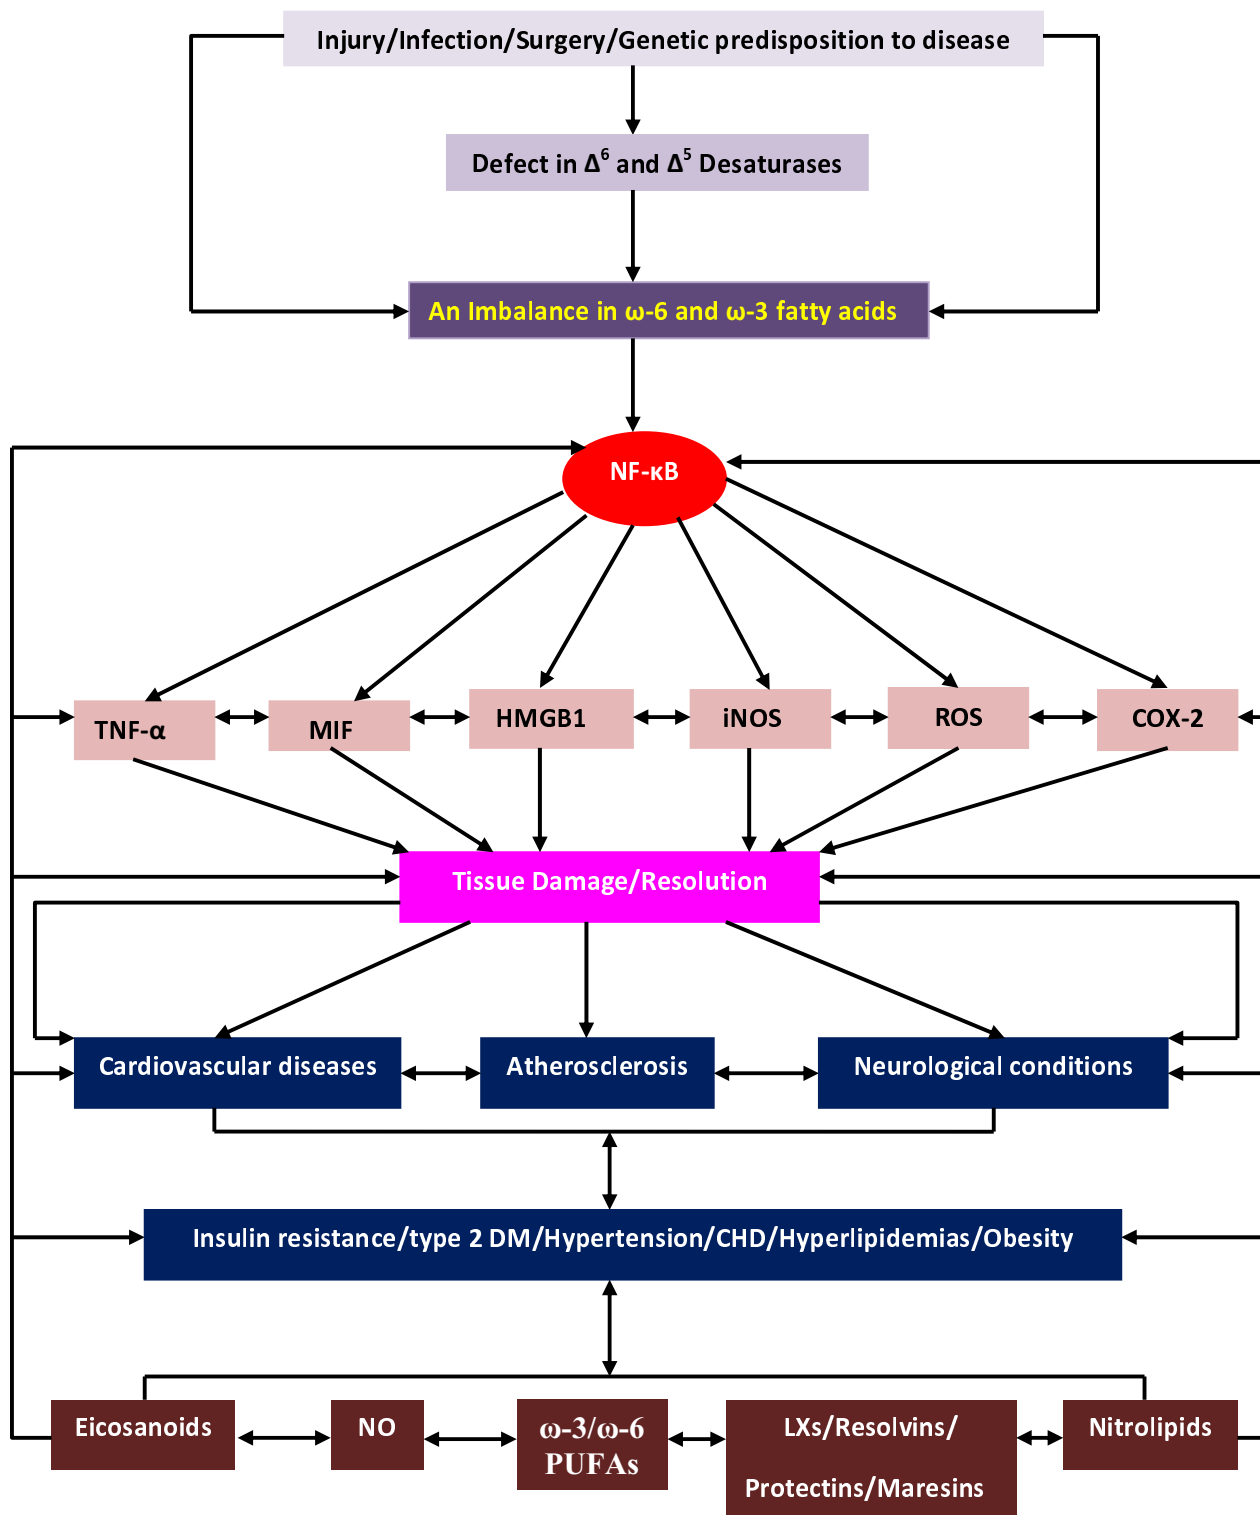 Injury/Infection/Surgery/Genetic predisposition to disease
Defect in Δ⁶ and Δ⁵ Desaturases
An Imbalance in ω-6 and ω-3 fatty acids
NF-κB
TNF-α
MIF
HMGB1
iNOS
ROS
COX-2
Tissue Damage/Resolution
Cardiovascular diseases
Atherosclerosis
Neurological conditions
Insulin resistance/type 2 DM/Hypertension/CHD/Hyperlipidemias/Obesity
Eicosanoids
NO
ω-3/ω-6
PUFAs
LXs/Resolvins/
Protectins/Maresins
Nitrolipids